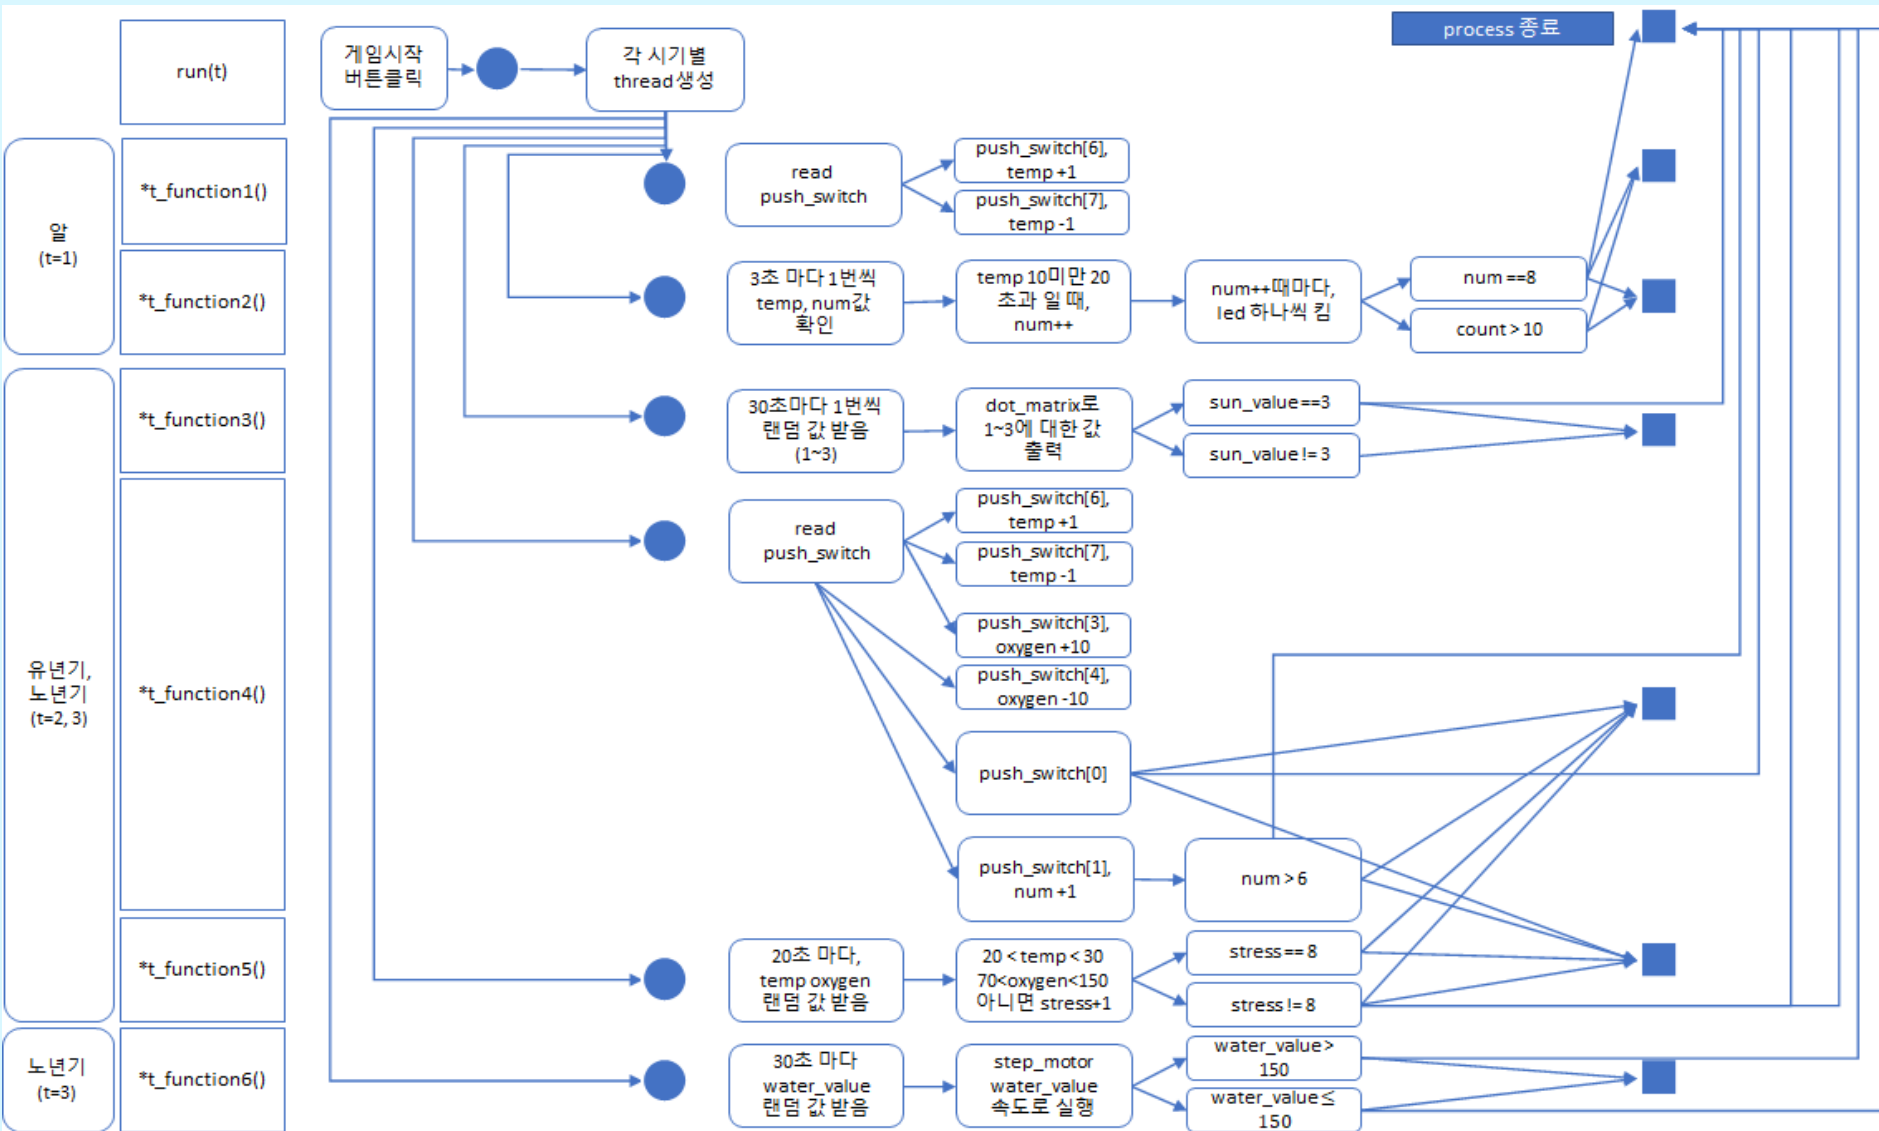 process 종료
run(t)
게임시작
버튼클릭
각 시기별
thread 생성
알
(t=1)
*t_function1()
read
push_switch
push_switch[6],
temp +1
push_switch[7],
temp -1
*t_function2()
3초 마다 1번씩
temp, num값
확인
temp 10미만 20
초과 일 때,
num++
num++때마다,
led 하나씩 킴
num ==8
count > 10
유년기,
노년기
(t=2, 3)
*t_function3()
30초마다 1번씩
랜덤 값 받음
(1~3)
dot_matrix로
1~3에 대한 값
출력
sun_value==3
sun_value != 3
*t_function4()
read
push_switch
push_switch[6],
temp +1
push_switch[7],
temp -1
push_switch[3],
oxygen +10
push_switch[4],
oxygen -10
push_switch[0]
push_switch[1],
num +1
num > 6
*t_function5()
20초 마다,
temp oxygen
랜덤 값 받음
20 < temp < 30
70<oxygen<150
아니면 stress+1
stress== 8
stress != 8
노년기
(t=3)
*t_function6()
30초 마다
water_value
랜덤 값 받음
step_motor
water_value
속도로 실행
water_value >
150
water_value ≤
150